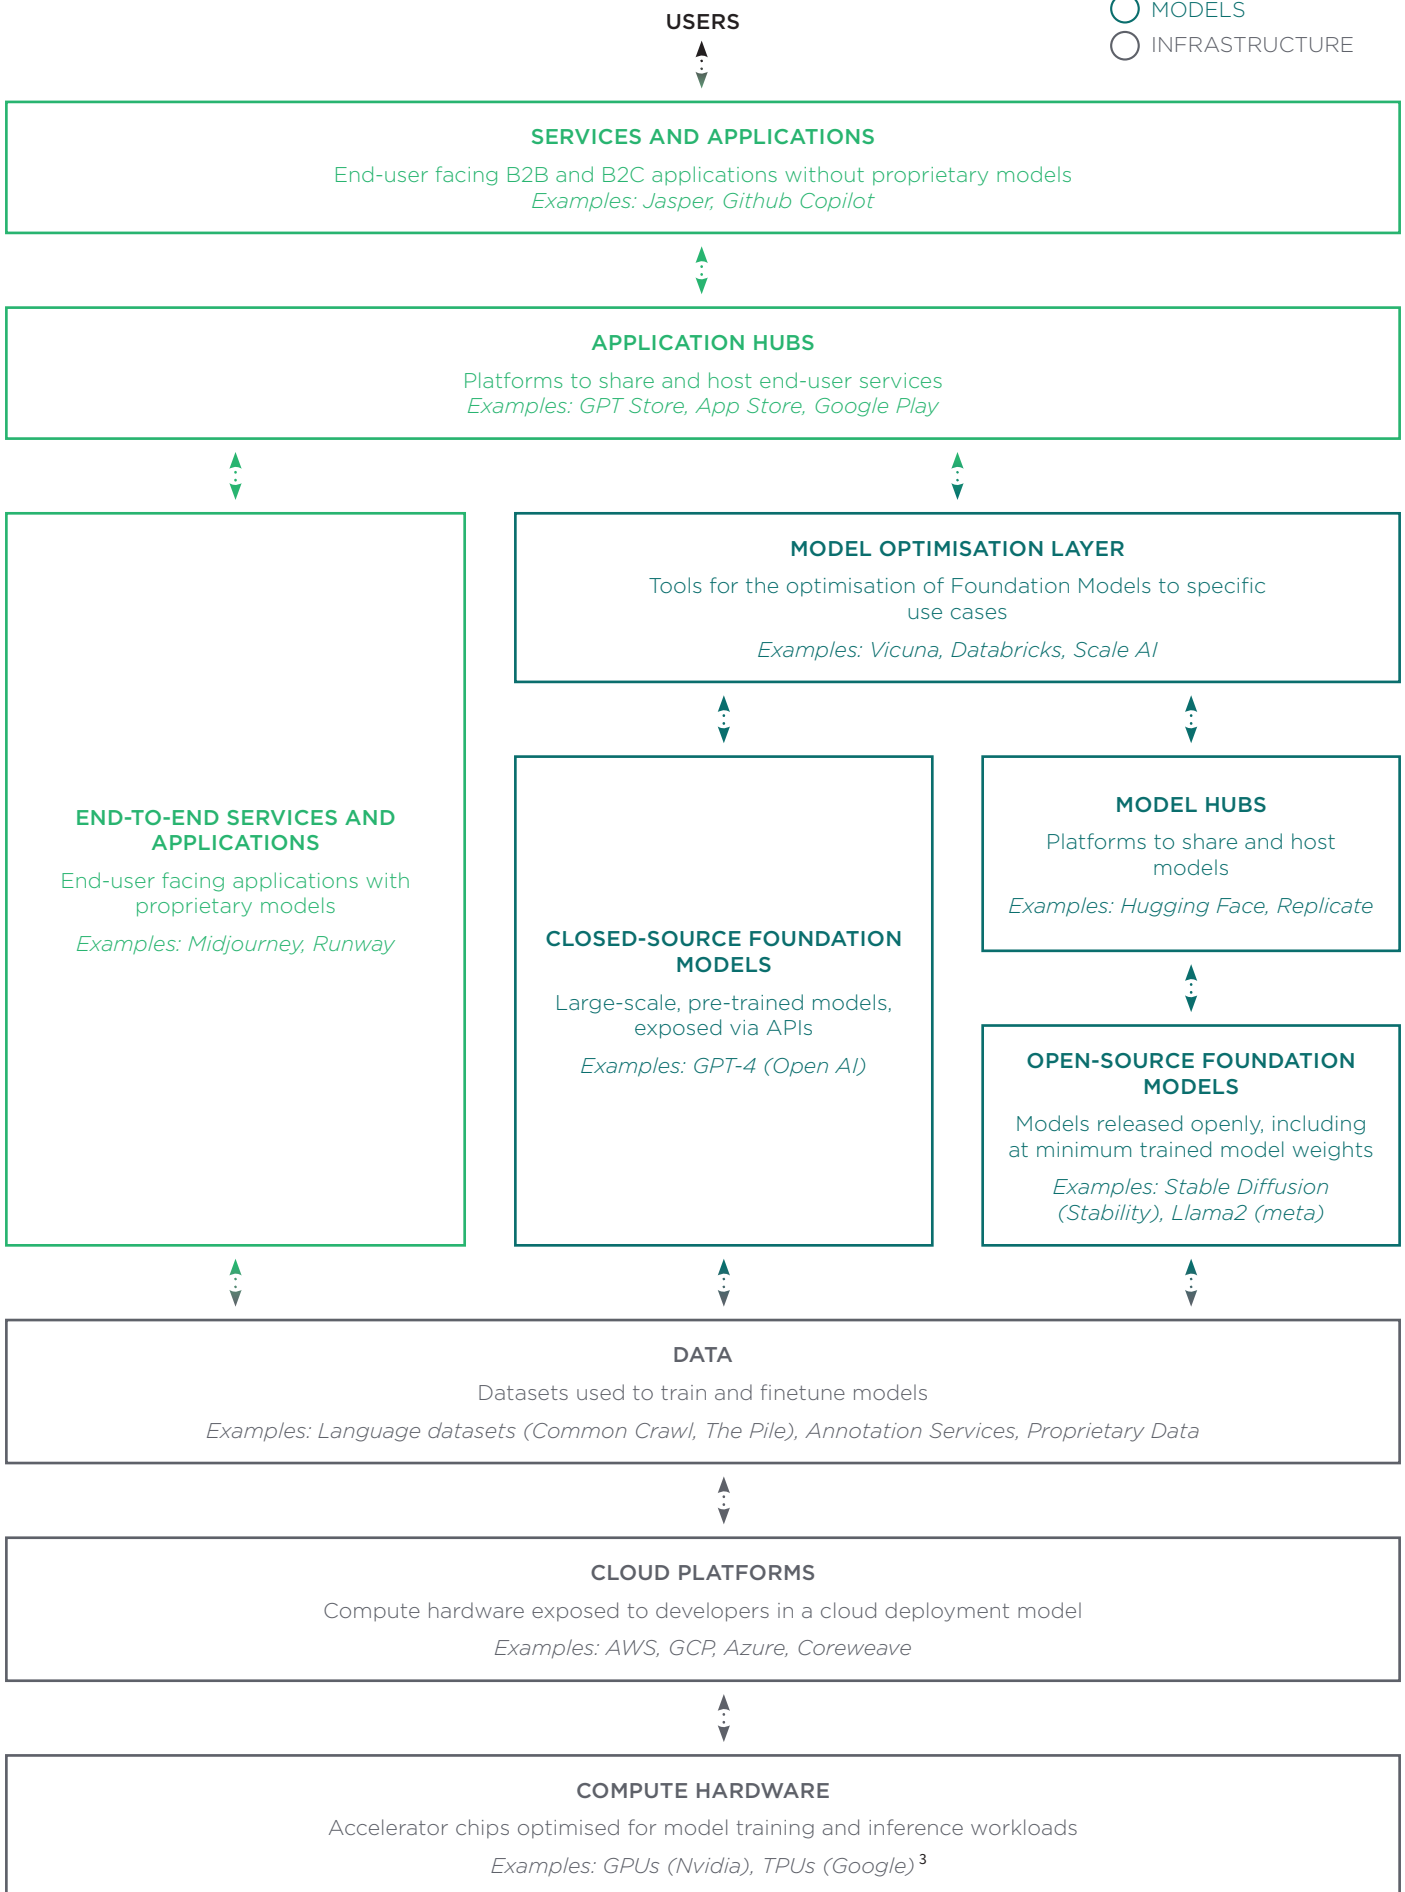 USERS
MODELS
INFRASTRUCTURE
SERVICES AND APPLICATIONS
End-user facing B2B and B2C applications without proprietary models
Examples: Jasper, Github Copilot
APPLICATION HUBS
Platforms to share and host end-user services
Examples: GPT Store, App Store, Google Play
MODEL OPTIMISATION LAYER
Tools for the optimisation of Foundation Models to specific
use cases
Examples: Vicuna, Databricks, Scale AI
END-TO-END SERVICES AND
APPLICATIONS
End-user facing applications with
proprietary models
Examples: Midjourney, Runway
CLOSED-SOURCE FOUNDATION
MODELS
Large-scale, pre-trained models,
exposed via APIs
Examples: GPT-4 (Open AI)
MODEL HUBS
Platforms to share and host
models
Examples: Hugging Face, Replicate
OPEN-SOURCE FOUNDATION
MODELS
Models released openly, including
at minimum trained model weights
Examples: Stable Diffusion
(Stability), Llama2 (meta)
DATA
Datasets used to train and finetune models
Examples: Language datasets (Common Crawl, The Pile), Annotation Services, Proprietary Data
CLOUD PLATFORMS
Compute hardware exposed to developers in a cloud deployment model
Examples: AWS, GCP, Azure, Coreweave
COMPUTE HARDWARE
Accelerator chips optimised for model training and inference workloads
Examples: GPUs (Nvidia), TPUs (Google) 3